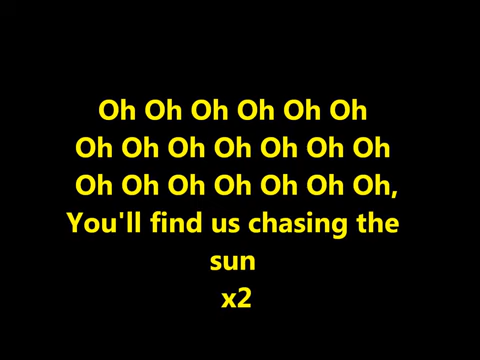 Oh Oh Oh Oh Oh Oh
Oh Oh Oh Oh Oh Oh Oh
Oh Oh Oh Oh Oh Oh Oh,
You'll find us chasing the
sun
x2